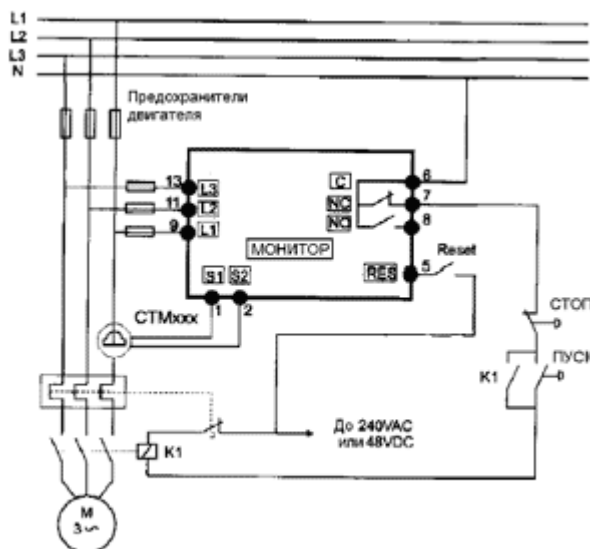 L1
L2
L3
N
Предохранители
двигателя
13
L3
11
L2
9
L1
C
6
NC
7
NO
8
МОНИТОР
RES
5
Reset
S1
S2
1
2
СТМххх
СТОП
ПУСК
K1
K1
До 240VAC
или 48VDC
M
3~